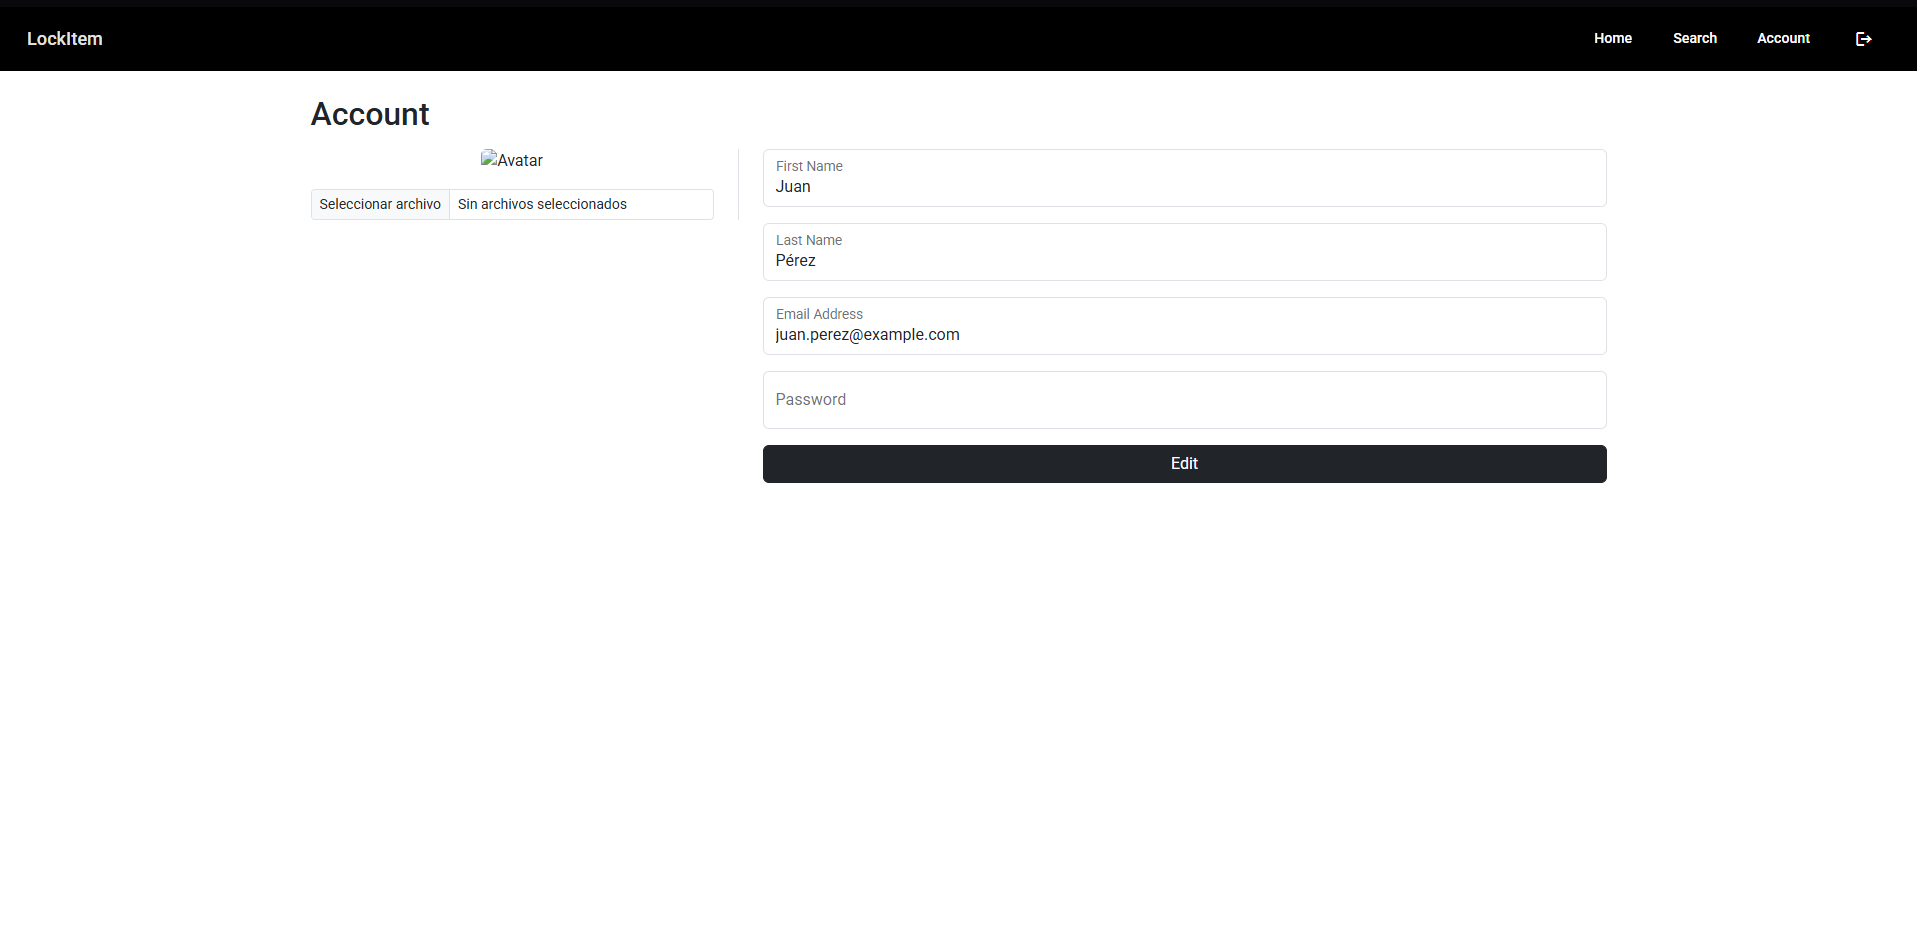 LockItem
Home Search Account
Account
Avatar
Seleccionar archivo Sin archivos seleccionados
First Name
Juan
Last Name
Pérez
Email Address
juan.perez@example.com
Password
Edit